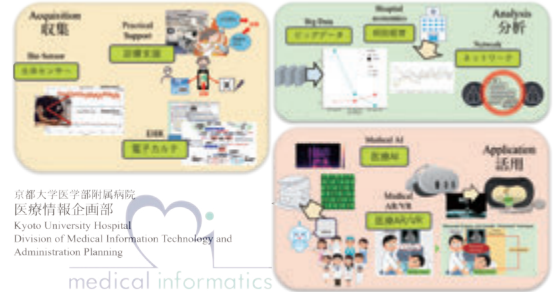 Acquisition
収集
Practical
Support
診療支援
Bio-Sensor
生体センサー
EHR
電子カルテ
Big Data
ビッグデータ
Hospital
病院経営
Network
ネットワーク
Analysis
分析
Medical AI
医療AI
Medical
AR/VR
医療AR/VR
Application
活用
京都大学医学部附属病院
医療情報企画部
Kyoto University Hospital
Division of Medical Information Technology and
Administration Planning
medical informatics